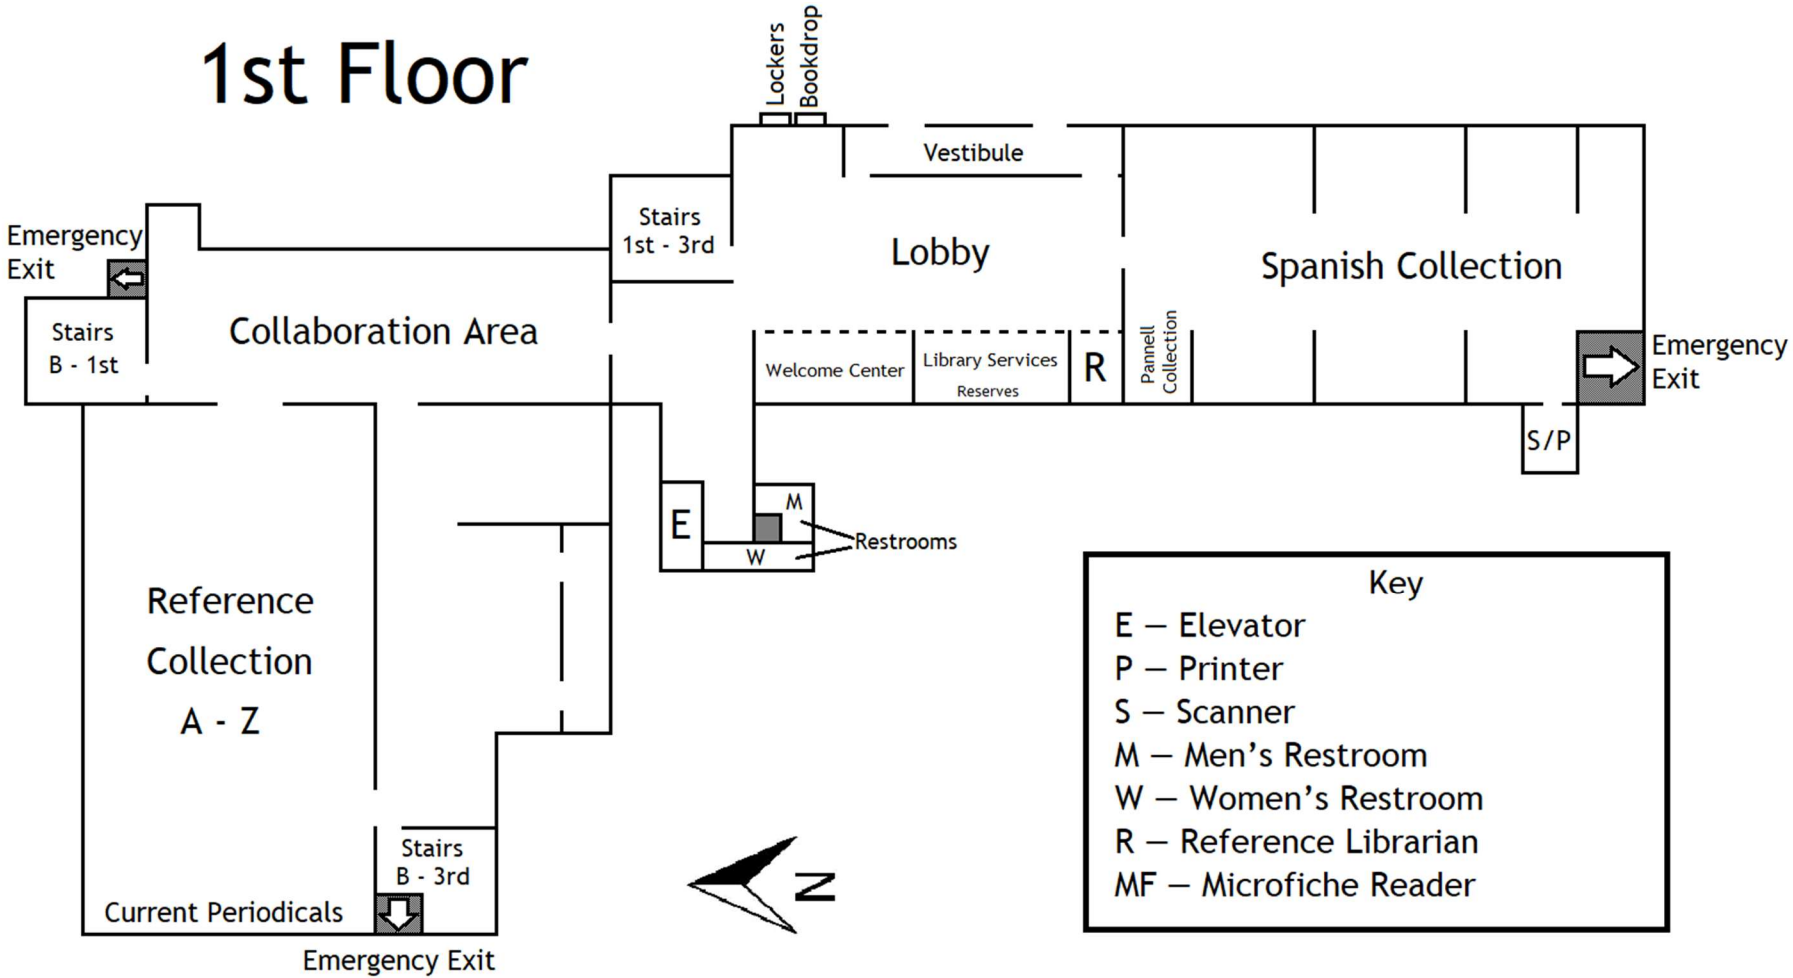 1st Floor
Lockers
Bookdrop
Vestibule
Stairs
1st - 3rd
Lobby
Spanish Collection
Emergency
Exit
Stairs
B - 1st
Collaboration Area
Welcome Center
Library Services
Reserves
R
Pannell
Collection
Emergency
Exit
S/P
E
M
W
Restrooms
Reference
Collection
A - Z
Stairs
B - 3rd
Current Periodicals
Emergency Exit
N
Key
E – Elevator
P – Printer
S – Scanner
M – Men's Restroom
W – Women's Restroom
R – Reference Librarian
MF – Microfiche Reader